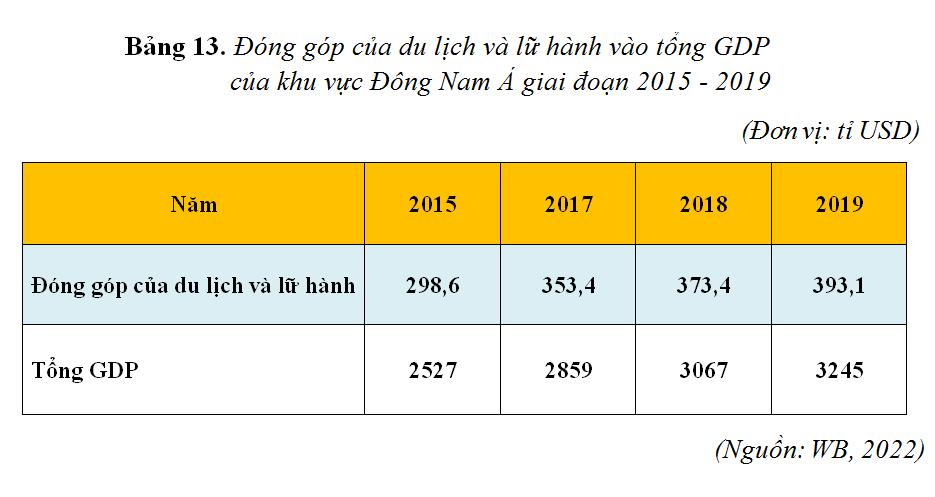 Bảng 13. Đóng góp của du lịch và lữ hành vào tổng GDP
của khu vực Đông Nam Á giai đoạn 2015 - 2019
(Đơn vị: tỉ USD)
Năm 2015 2017 2018 2019
Đóng góp của du lịch và lữ hành 298,6 353,4 373,4 393,1
Tổng GDP 2527 2859 3067 3245
(Nguồn: WB, 2022)